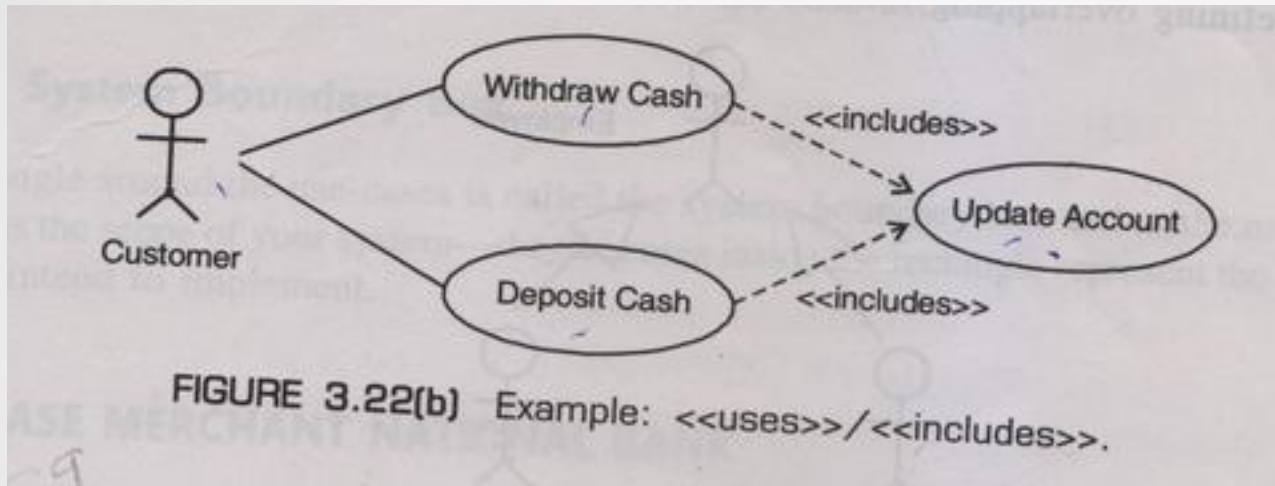 Withdraw Cash
<<includes>>
Update Account
Customer
Deposit Cash
<<includes>>
FIGURE 3.22(b) Example: <<uses>>/<<includes>>.